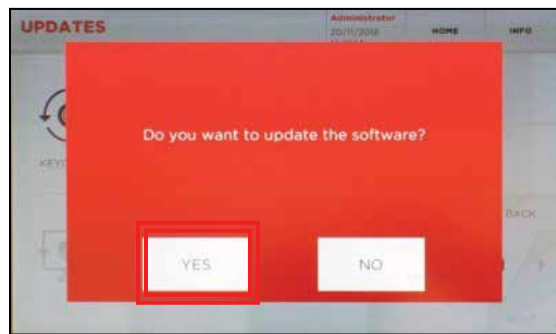 UPDATES
Administrator
20/11/2018
HOME
INFO
Do you want to update the software?
BACK
YES
NO